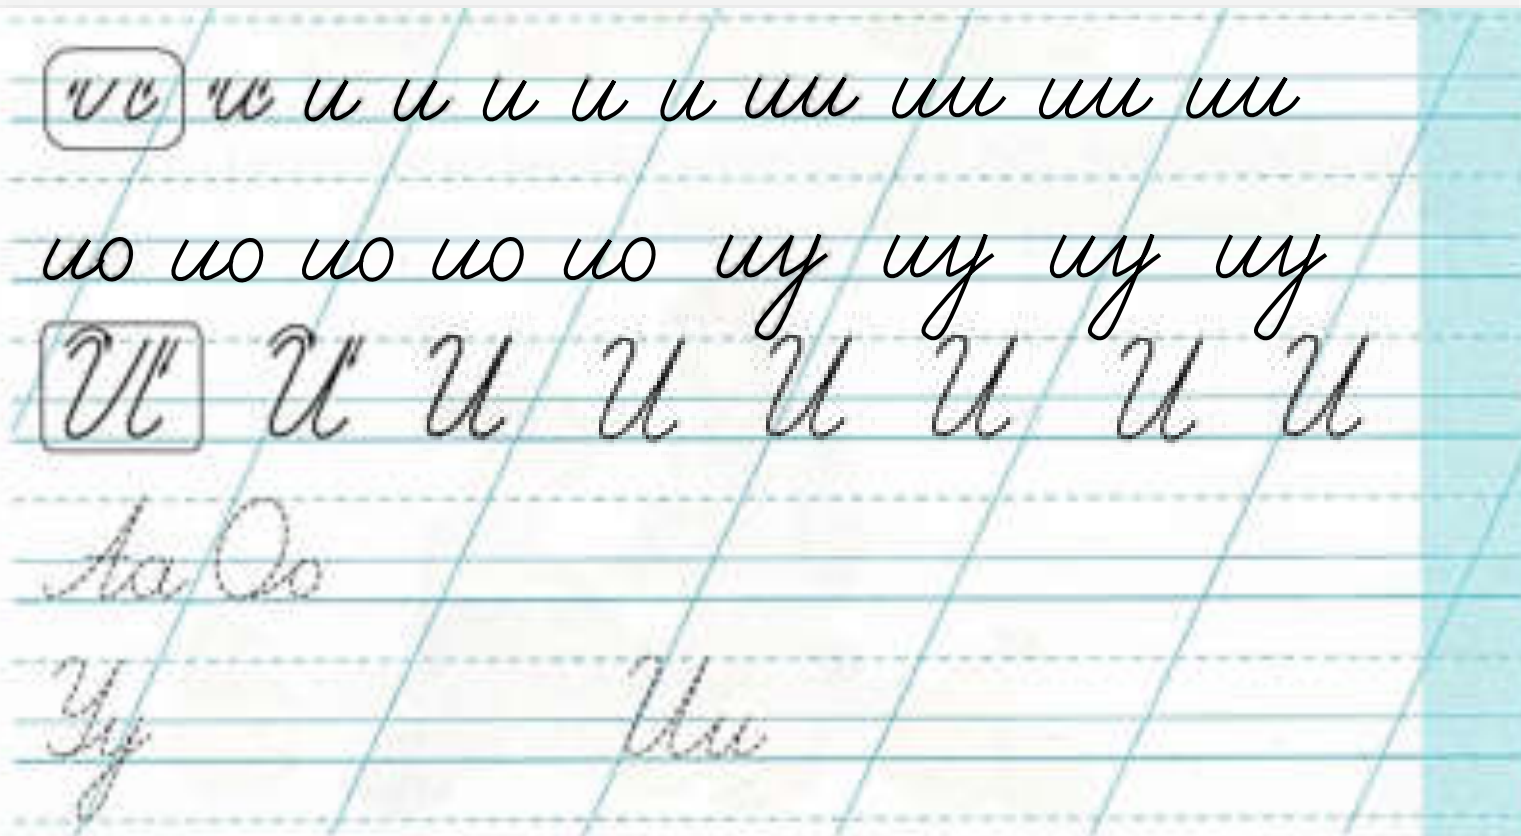 и и и и и и и ии ии ии ии
ио ио ио ио ио иу иу иу иу
И И И И И И И И
Аа Оо
Уу Ии